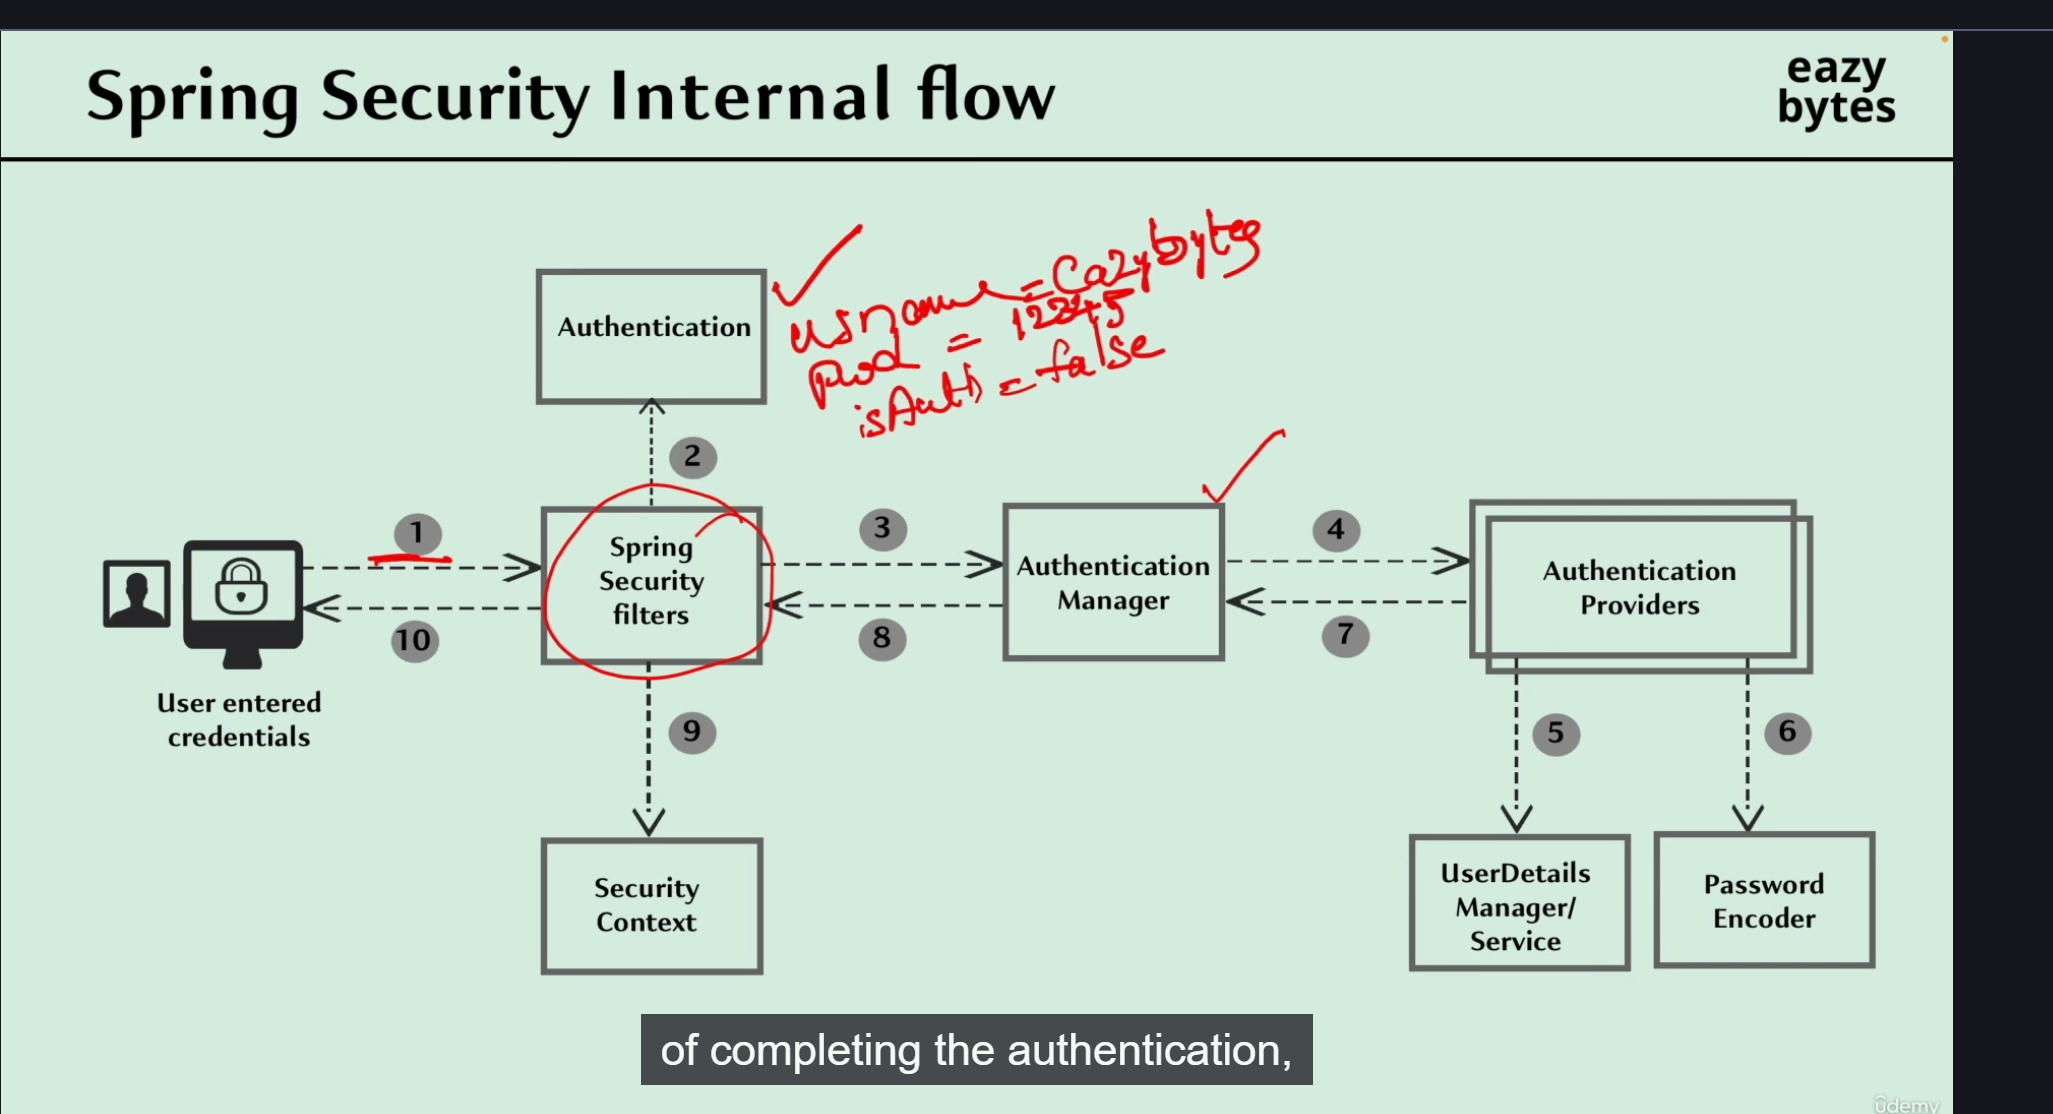 Spring Security Internal flow
eazy
bytes
usname = Eazybytes
pwd = 12345
isAuth = false
Authentication
2
1
Spring
Security
filters
3
Authentication
Manager
4
Authentication
Providers
10
8
7
User entered
credentials
9
5
6
Security
Context
UserDetails
Manager/
Service
Password
Encoder
of completing the authentication,
ûdemy